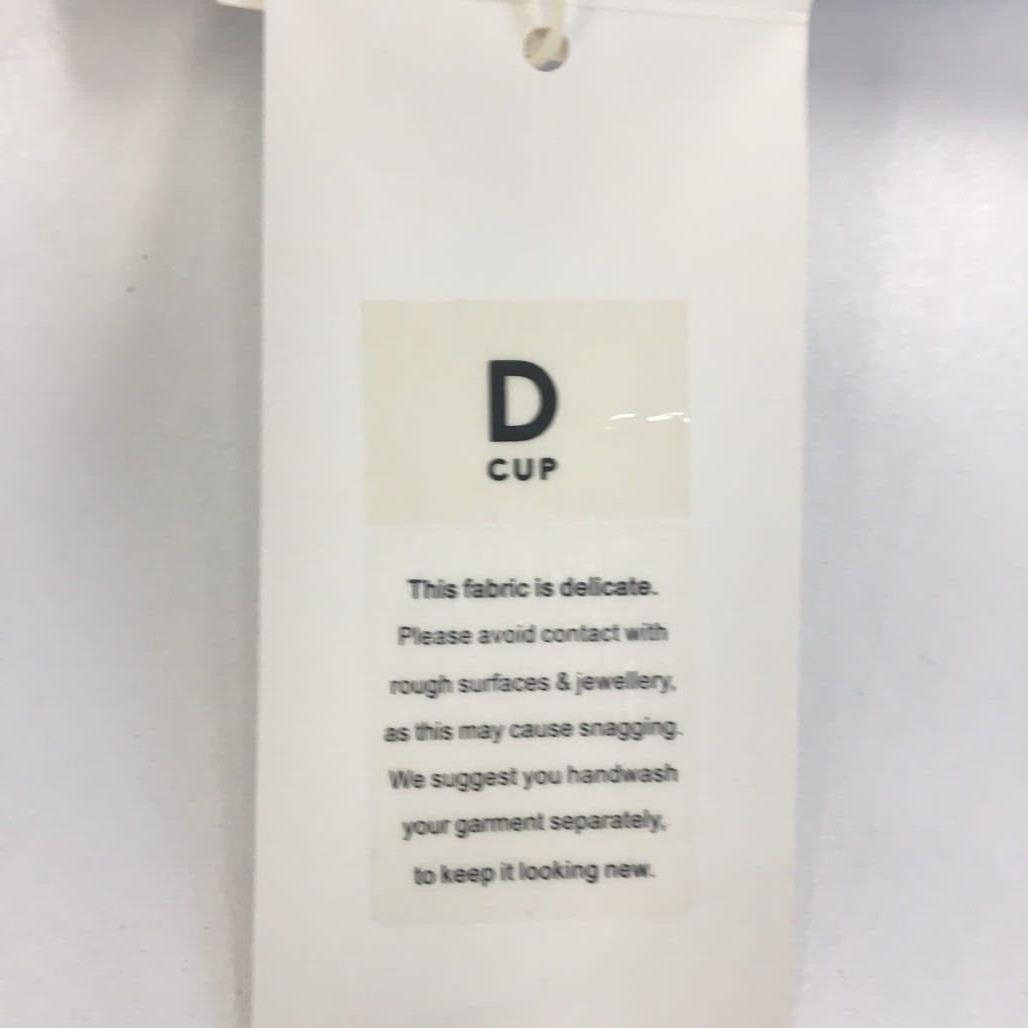 D
CUP
This fabric is delicate.
Please avoid contact with
rough surfaces & jewellery,
as this may cause snagging.
We suggest you handwash
your garment separately,
to keep it looking new.